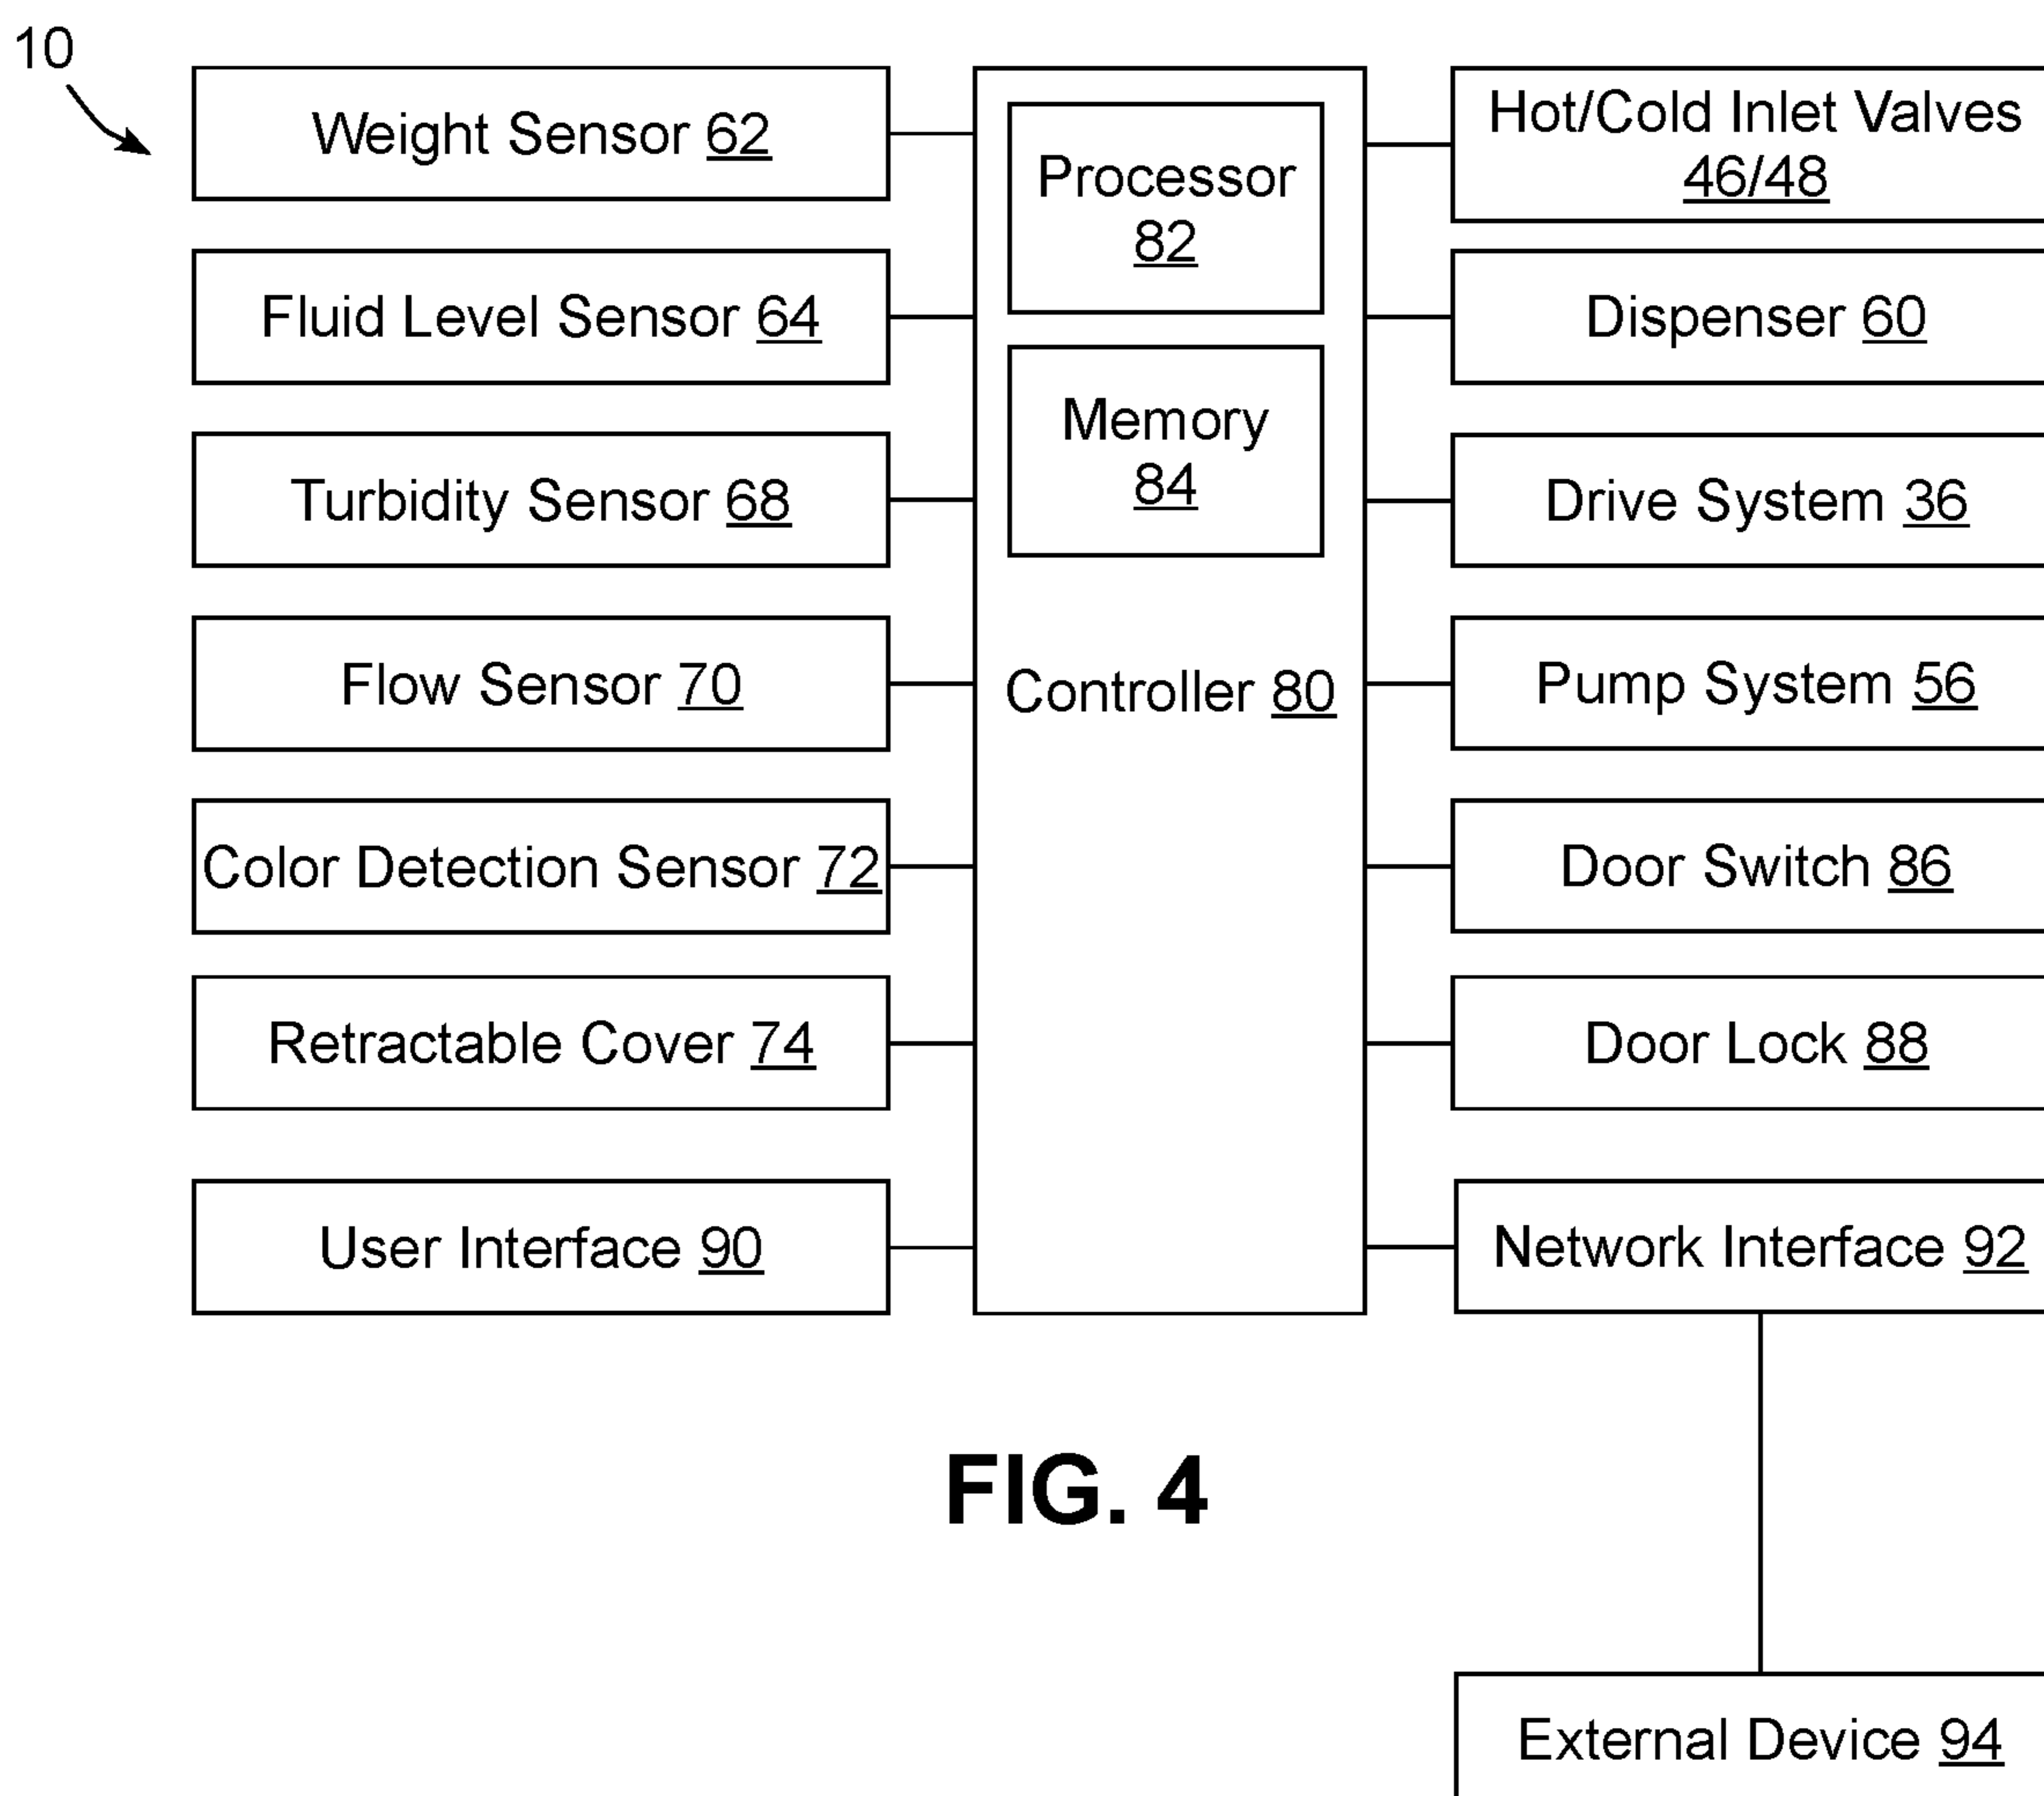 10
Weight Sensor 62
Fluid Level Sensor 64
Turbidity Sensor 68
Flow Sensor 70
Color Detection Sensor 72
Retractable Cover 74
User Interface 90
Processor
82
Memory
84
Controller 80
Hot/Cold Inlet Valves
46/48
Dispenser 60
Drive System 36
Pump System 56
Door Switch 86
Door Lock 88
Network Interface 92
External Device 94
FIG. 4